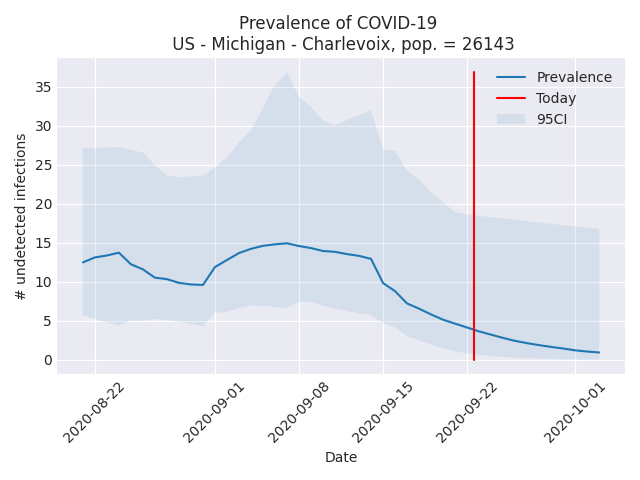 Prevalence of COVID-19
US - Michigan - Charlevoix, pop. = 26143
Prevalence
Today
95CI
# undetected infections
35
30
25
20
15
10
5
0
2020-08-22
2020-09-01
2020-09-08
2020-09-15
2020-09-22
2020-10-01
Date